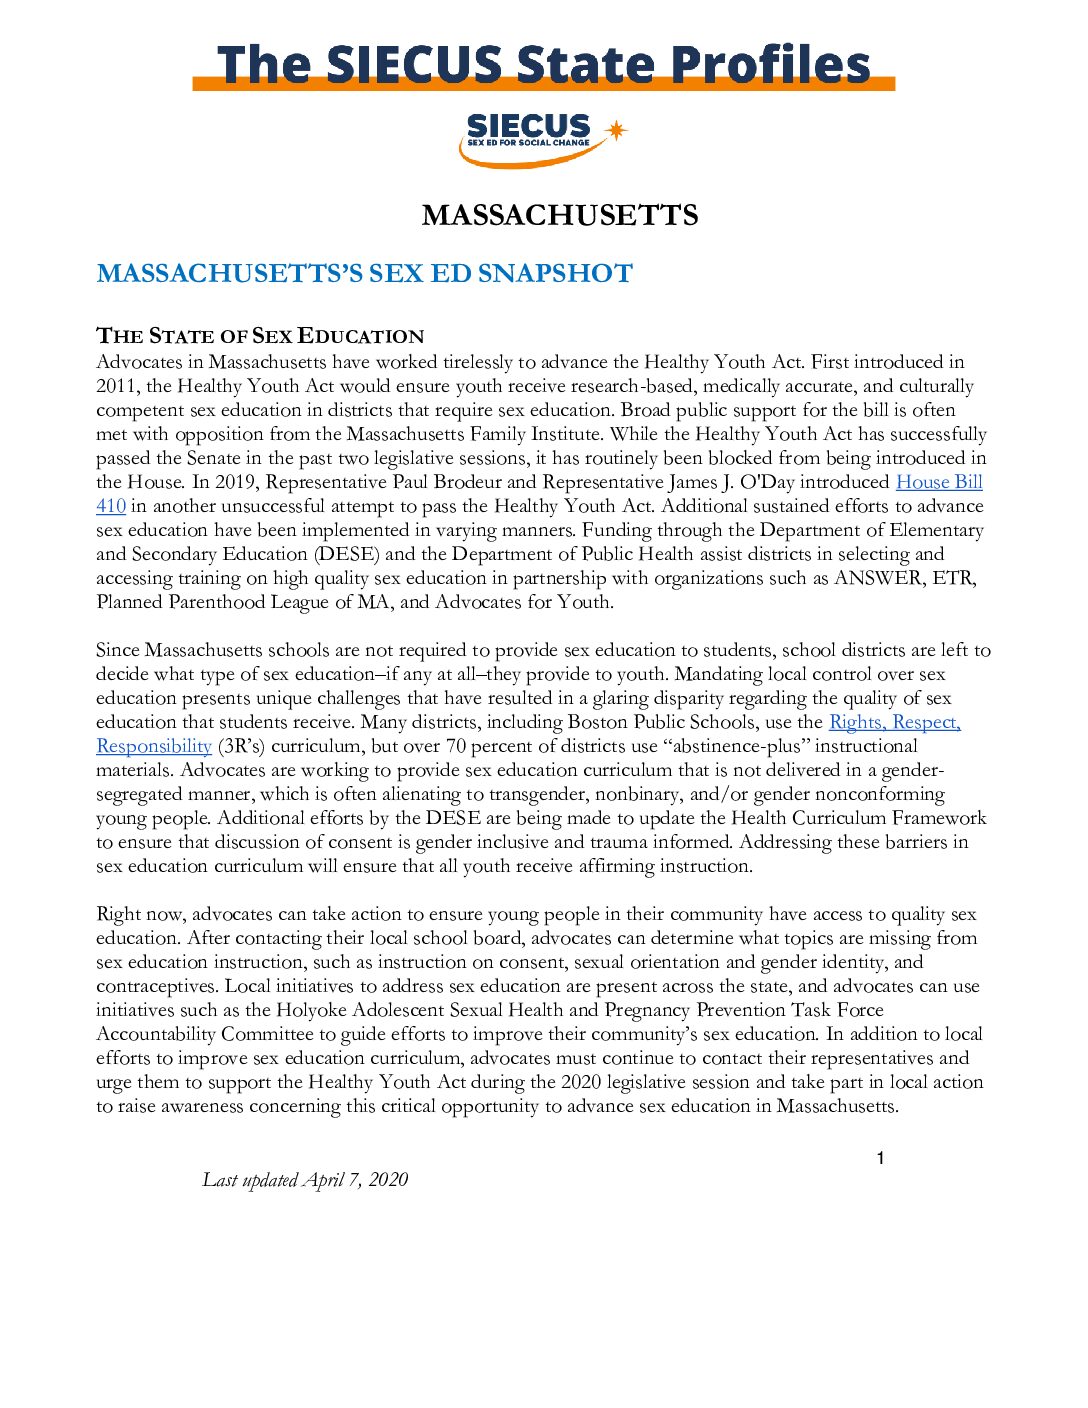 The SIECUS State Profiles
SIECUS
SEX ED FOR SOCIAL CHANGE
MASSACHUSETTS
MASSACHUSETTS’S SEX ED SNAPSHOT
THE STATE OF SEX EDUCATION
Advocates in Massachusetts have worked tirelessly to advance the Healthy Youth Act. First introduced in
2011, the Healthy Youth Act would ensure youth receive research-based, medically accurate, and culturally
competent sex education in districts that require sex education. Broad public support for the bill is often
met with opposition from the Massachusetts Family Institute. While the Healthy Youth Act has successfully
passed the Senate in the past two legislative sessions, it has routinely been blocked from being introduced in
the House. In 2019, Representative Paul Brodeur and Representative James J. O'Day introduced House Bill
410 in another unsuccessful attempt to pass the Healthy Youth Act. Additional sustained efforts to advance
sex education have been implemented in varying manners. Funding through the Department of Elementary
and Secondary Education (DESE) and the Department of Public Health assist districts in selecting and
accessing training on high quality sex education in partnership with organizations such as ANSWER, ETR,
Planned Parenthood League of MA, and Advocates for Youth.
Since Massachusetts schools are not required to provide sex education to students, school districts are left to
decide what type of sex education–if any at all–they provide to youth. Mandating local control over sex
education presents unique challenges that have resulted in a glaring disparity regarding the quality of sex
education that students receive. Many districts, including Boston Public Schools, use the Rights, Respect,
Responsibility (3R’s) curriculum, but over 70 percent of districts use “abstinence-plus” instructional
materials. Advocates are working to provide sex education curriculum that is not delivered in a gender-
segregated manner, which is often alienating to transgender, nonbinary, and/or gender nonconforming
young people. Additional efforts by the DESE are being made to update the Health Curriculum Framework
to ensure that discussion of consent is gender inclusive and trauma informed. Addressing these barriers in
sex education curriculum will ensure that all youth receive affirming instruction.
Right now, advocates can take action to ensure young people in their community have access to quality sex
education. After contacting their local school board, advocates can determine what topics are missing from
sex education instruction, such as instruction on consent, sexual orientation and gender identity, and
contraceptives. Local initiatives to address sex education are present across the state, and advocates can use
initiatives such as the Holyoke Adolescent Sexual Health and Pregnancy Prevention Task Force
Accountability Committee to guide efforts to improve their community’s sex education. In addition to local
efforts to improve sex education curriculum, advocates must continue to contact their representatives and
urge them to support the Healthy Youth Act during the 2020 legislative session and take part in local action
to raise awareness concerning this critical opportunity to advance sex education in Massachusetts.
1
Last updated April 7, 2020